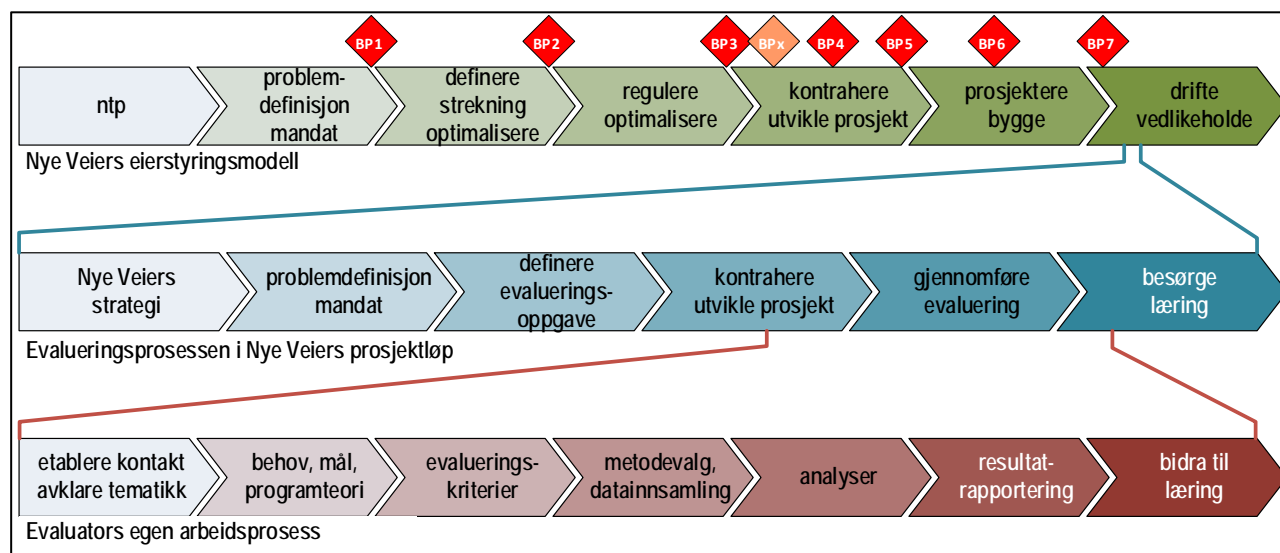 BP1 BP2 BP3 BPx BP4 BP5 BP6 BP7
ntp
problem-
definisjon
mandat
definere
strekning
optimalisere
regulere
optimalisere
kontrahere
utvikle prosjekt
prosjektere
bygge
drifte
vedlikeholde
Nye Veiers eierstyringsmodell
Nye Veiers
strategi
problemdefinisjon
mandat
definere
evaluerings-
oppgave
kontrahere
utvikle prosjekt
gjennomføre
evaluering
besørge
læring
Evalueringsprosessen i Nye Veiers prosjektløp
etablere kontakt
avklare tematikk
behov, mål,
programteori
evaluerings-
kriterier
metodevalg,
datainnsamling
analyser
resultat-
rapportering
bidra til
læring
Evaluators egen arbeidsprosess